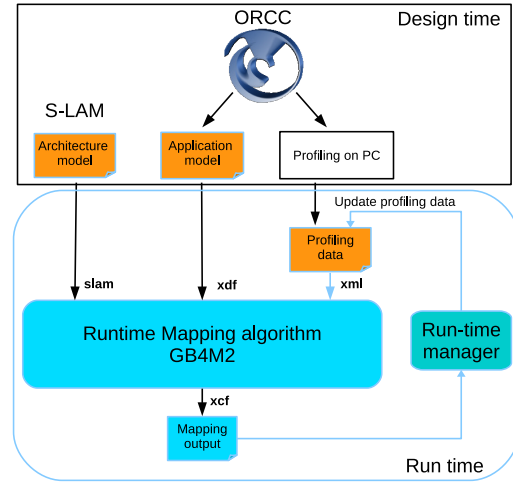 ORCC
Design time
S-LAM
Architecture
model
Application
model
Profiling on PC
Update profiling data
Profiling
data
slam
xdf
xml
Runtime Mapping algorithm
GB4M2
Run-time
manager
xcf
Mapping
output
Run time